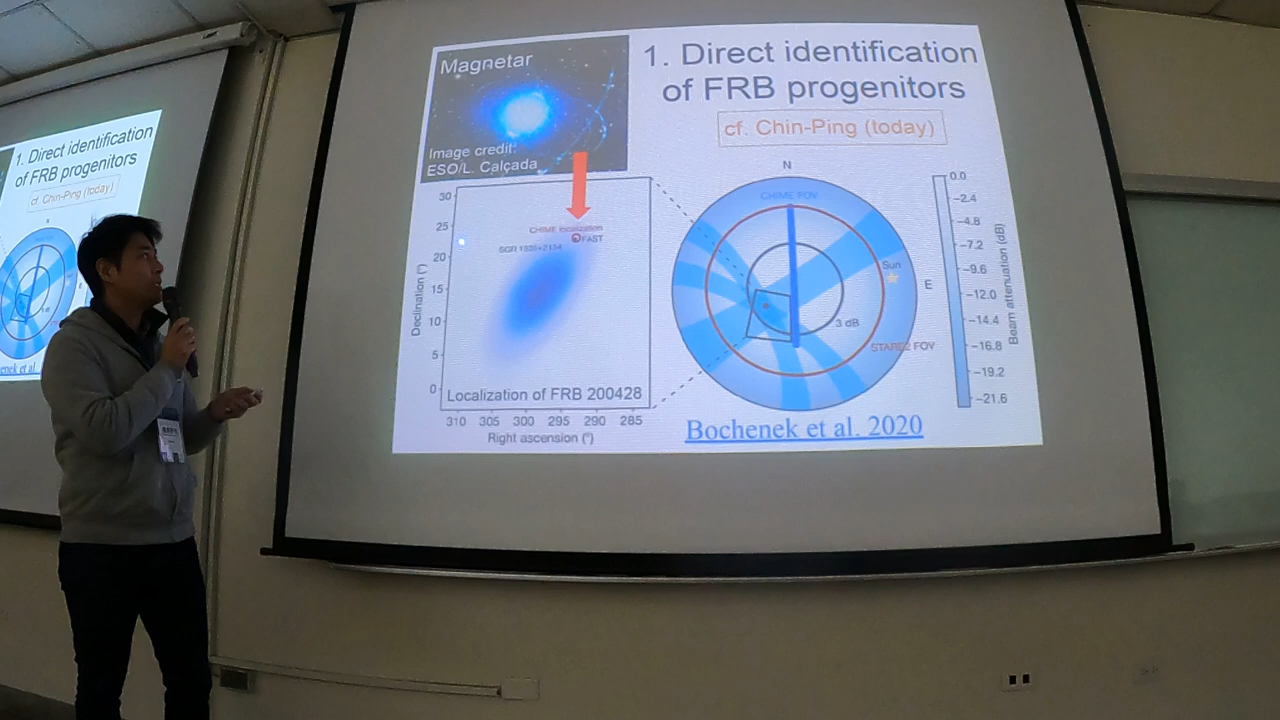 1. Direct identification
of FRB progenitors
cf. Chin-Ping (today)
Magnetar
Image credit:
ESO/L. Calçada
1. Direct identification
of FRB progenitors
cf. Chin-Ping (today)
CHIME localization
FAST
SGR 1935+2154
30
25
20
15
10
5
0
Declination (°)
Localization of FRB 200428
310 305 300 295 290 285
Right ascension (°)
N
CHIME FOV
Sun
E
3 dB
STARE2 FOV
0.0
−2.4
−4.8
−7.2
−9.6
−12.0
−14.4
−16.8
−19.2
−21.6
Beam attenuation (dB)
Bochenek et al. 2020